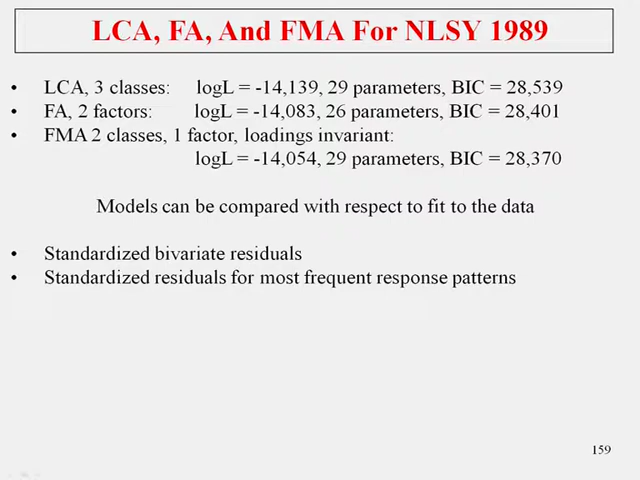 LCA, FA, And FMA For NLSY 1989
• LCA, 3 classes: logL = -14,139, 29 parameters, BIC = 28,539
• FA, 2 factors: logL = -14,083, 26 parameters, BIC = 28,401
• FMA 2 classes, 1 factor, loadings invariant:
logL = -14,054, 29 parameters, BIC = 28,370
Models can be compared with respect to fit to the data
• Standardized bivariate residuals
• Standardized residuals for most frequent response patterns
159